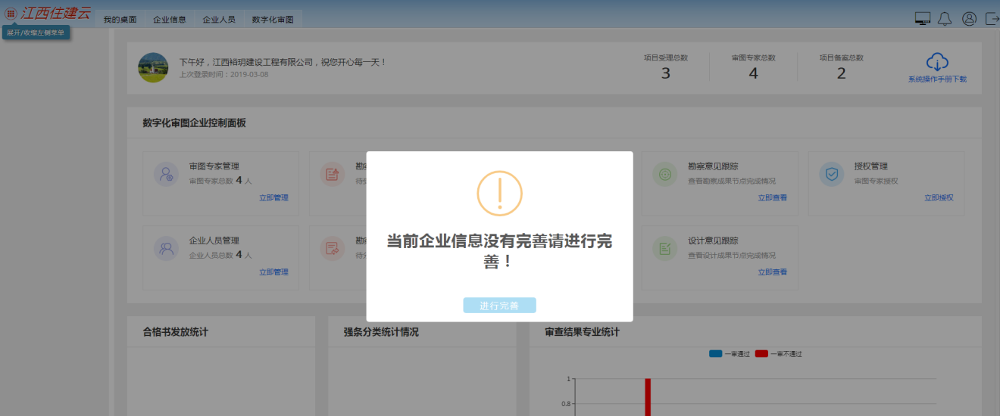 江西住建云
我的桌面 企业信息 企业人员 数字化审图
展开/收缩左侧菜单
下午好，江西裕玥建设工程有限公司，祝您开心每一天！
上次登录时间：2019-03-08
项目受理总数 审图专家总数 项目备案总数
3 4 2
系统操作手册下载
数字化审图企业控制面板
审图专家管理
审图专家总数 4 人
立即管理
勘
待
勘察意见跟踪
查看勘察成果节点完成情况
立即查看
授权管理
审图专家授权
立即授权
当前企业信息没有完善请进行完
善！
进行完善
企业人员管理
企业人员总数 4 人
立即管理
勘
待
设计意见跟踪
查看设计成果节点完成情况
立即查看
合格书发放统计
强条分类统计情况
审查结果专业统计
一审通过 一审不通过
1
0.8